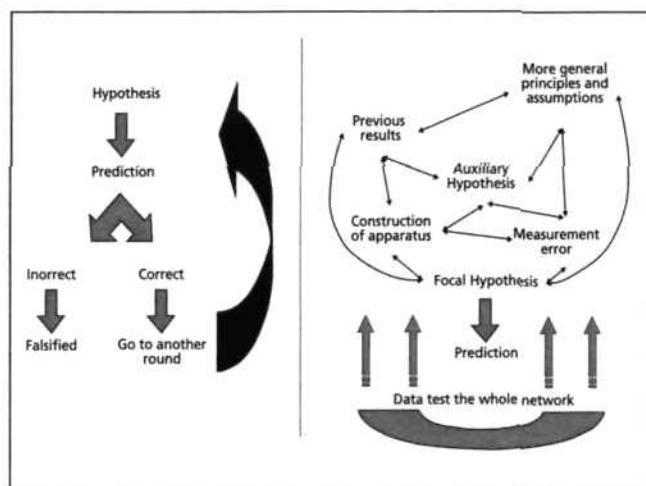 Hypothesis
Prediction
Inorrect
Correct
Falsified
Go to another
round
More general
principles and
assumptions
Previous
results
Auxiliary
Hypothesis
Construction
of apparatus
Measurement
error
Focal Hypothesis
Prediction
Data test the whole network